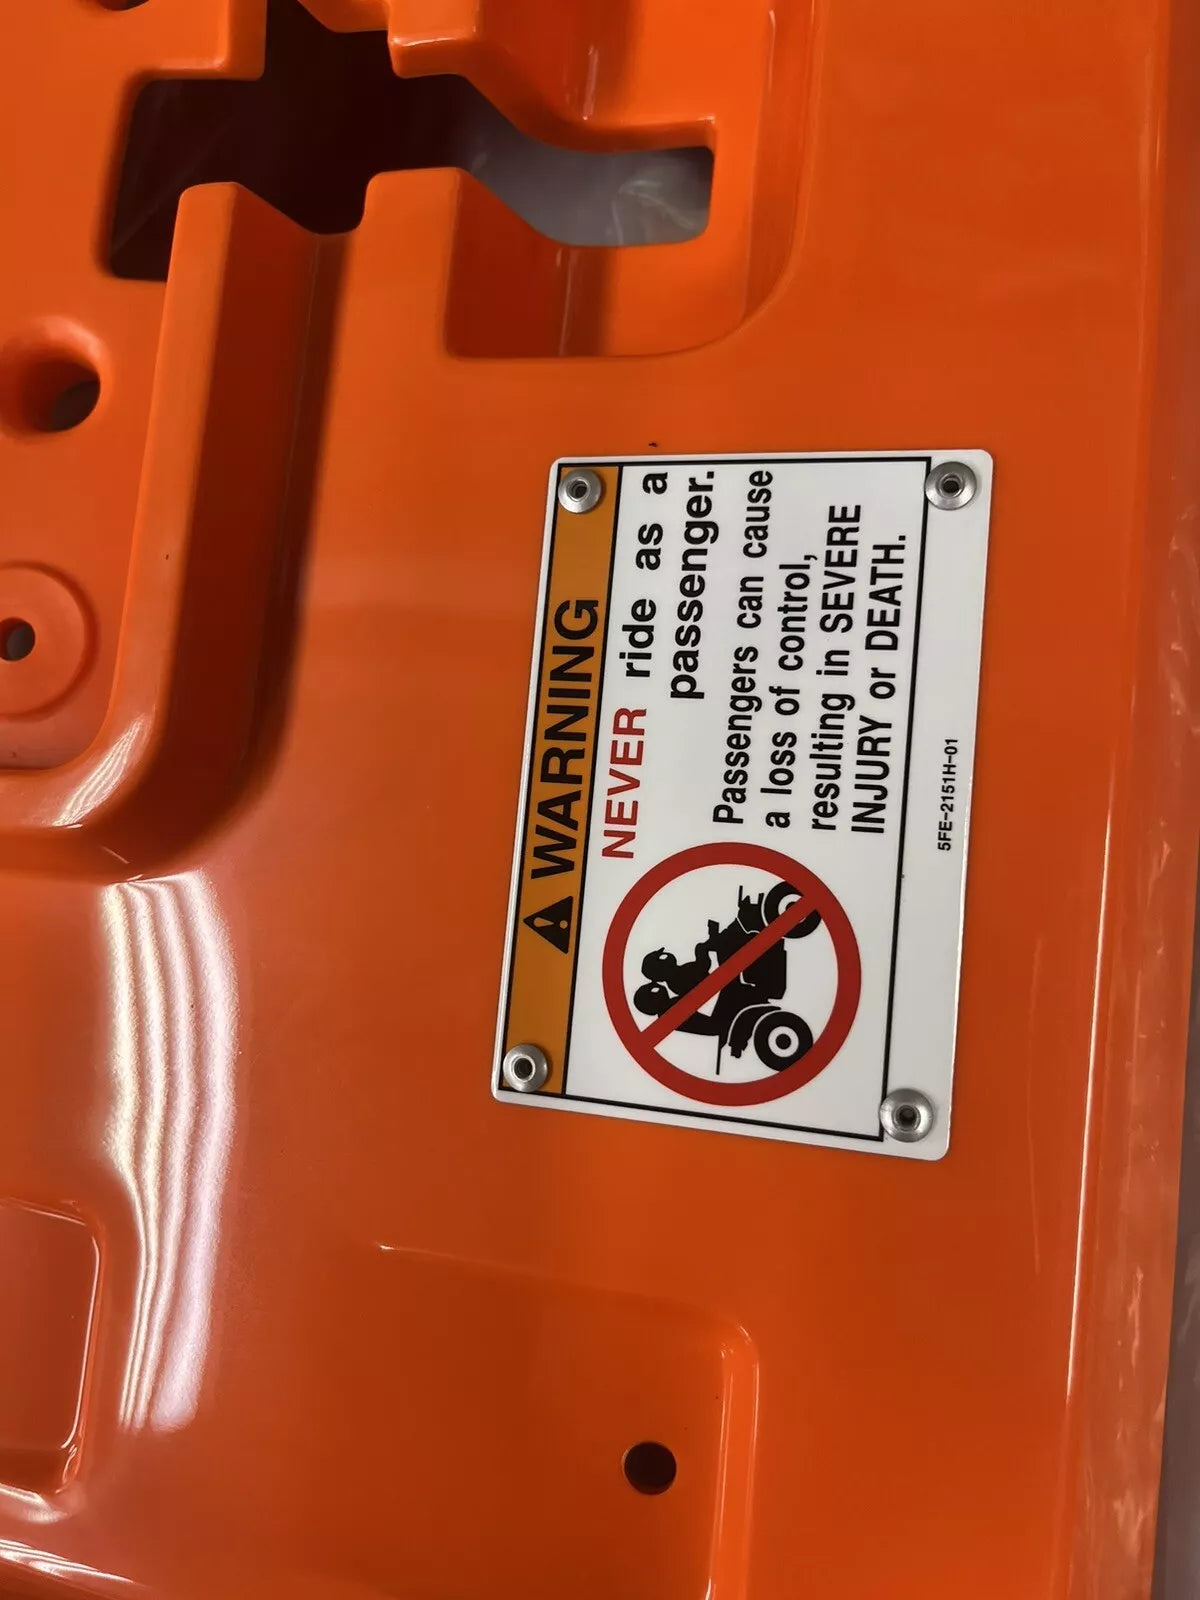 WARNING
NEVER ride as a
passenger.
Passengers can cause
a loss of control,
resulting in SEVERE
INJURY or DEATH.
5FE-2151H-01